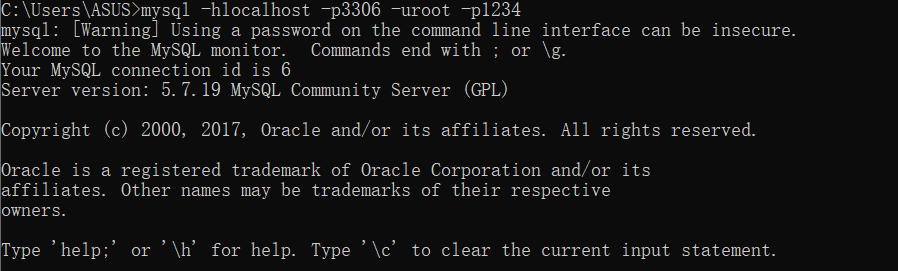 C:\Users\ASUS>mysql -hlocalhost -p3306 -uroot -p1234
mysql: [Warning] Using a password on the command line interface can be insecure.
Welcome to the MySQL monitor.  Commands end with ; or \g.
Your MySQL connection id is 6
Server version: 5.7.19 MySQL Community Server (GPL)
Copyright (c) 2000, 2017, Oracle and/or its affiliates. All rights reserved.
Oracle is a registered trademark of Oracle Corporation and/or its
affiliates. Other names may be trademarks of their respective
owners.
Type 'help;' or '\h' for help. Type '\c' to clear the current input statement.